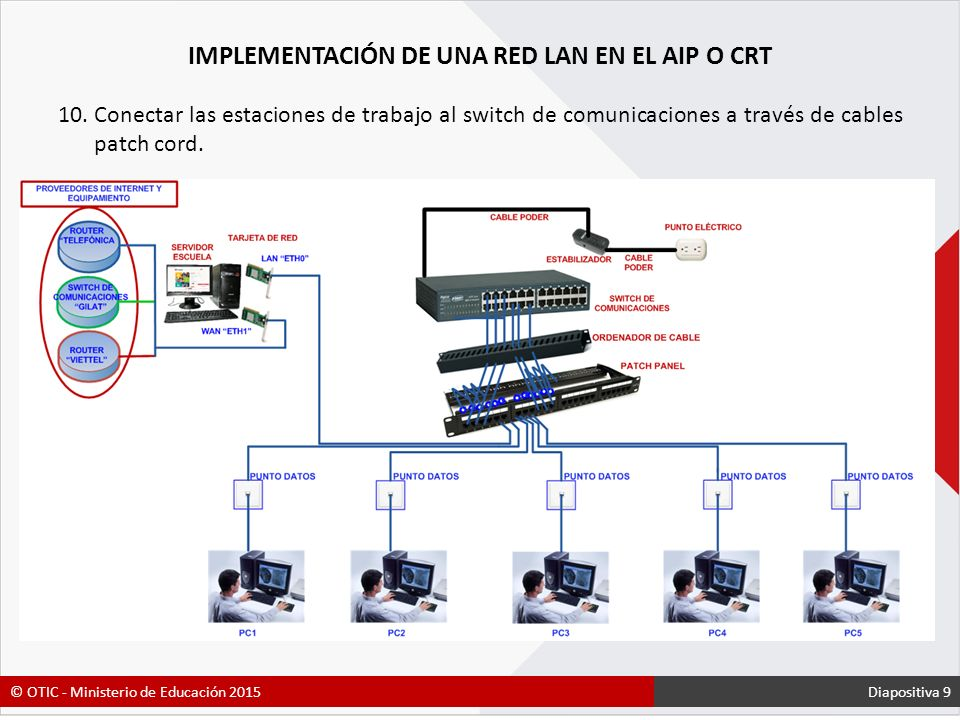 IMPLEMENTACIÓN DE UNA RED LAN EN EL AIP O CRT
10. Conectar las estaciones de trabajo al switch de comunicaciones a través de cables
patch cord.
PROVEEDORES DE INTERNET Y
EQUIPAMIENTO
ROUTER
"TELEFÓNICA
SWITCH DE
COMUNICACIONES
"GILAT"
ROUTER
"VIETTEL"
SERVIDOR
ESCUELA
TARJETA DE RED
LAN "ETH0"
WAN "ETH1"
CABLE PODER
PUNTO ELÉCTRICO
ESTABILIZADOR
CABLE
PODER
SWITCH DE
COMUNICACIONES
ORDENADOR DE CABLE
PATCH PANEL
PUNTO DATOS
PUNTO DATOS
PUNTO DATOS
PUNTO DATOS
PUNTO DATOS
PC1
PC2
PC3
PC4
PC5
© OTIC - Ministerio de Educación 2015
Diapositiva 9